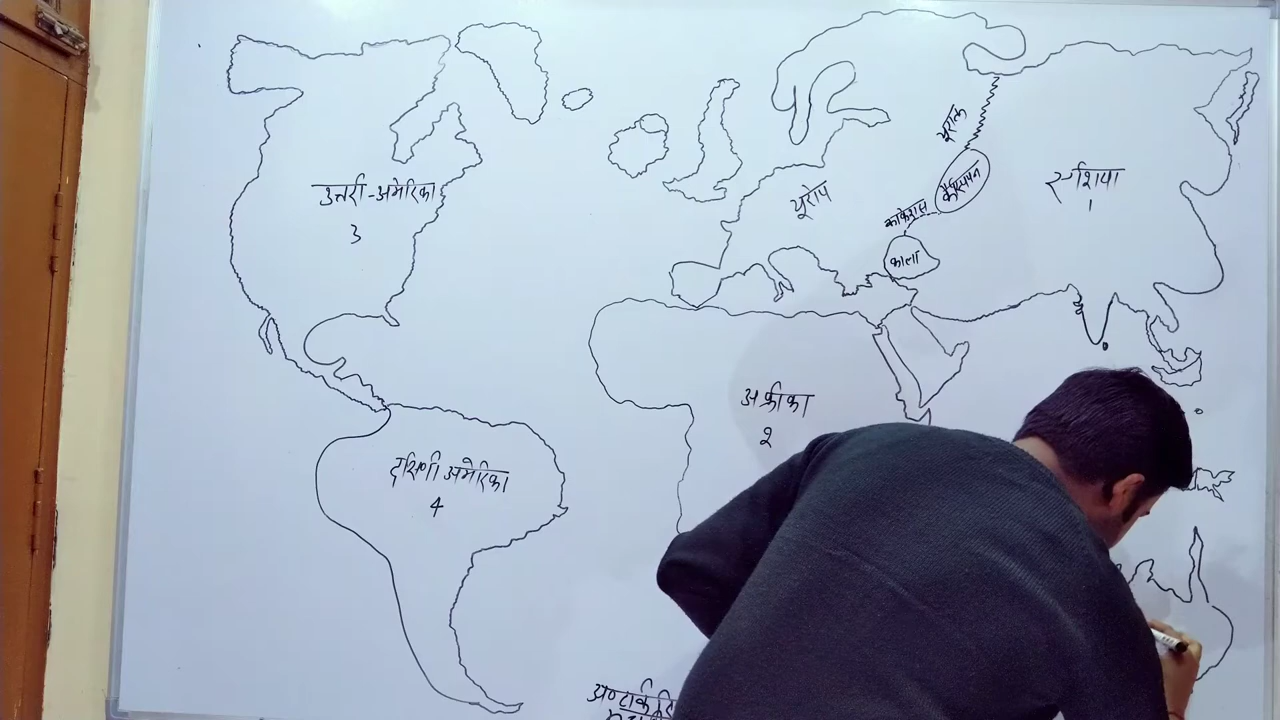 यूराल
कैस्पियन
एशिया
1
उत्तरी-अमेरिका
3
यूरोप
काकेशस
काला
अफ्रीका
2
दक्षिणी अमेरिका
4